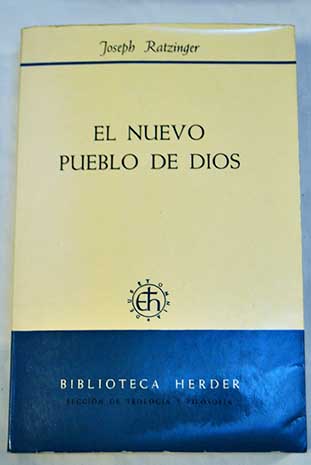 Joseph Ratzinger
EL NUEVO
PUEBLO DE DIOS
BIBLIOTECA HERDER
SECCIÓN DE TEOLOGÍA Y FILOSOFÍA